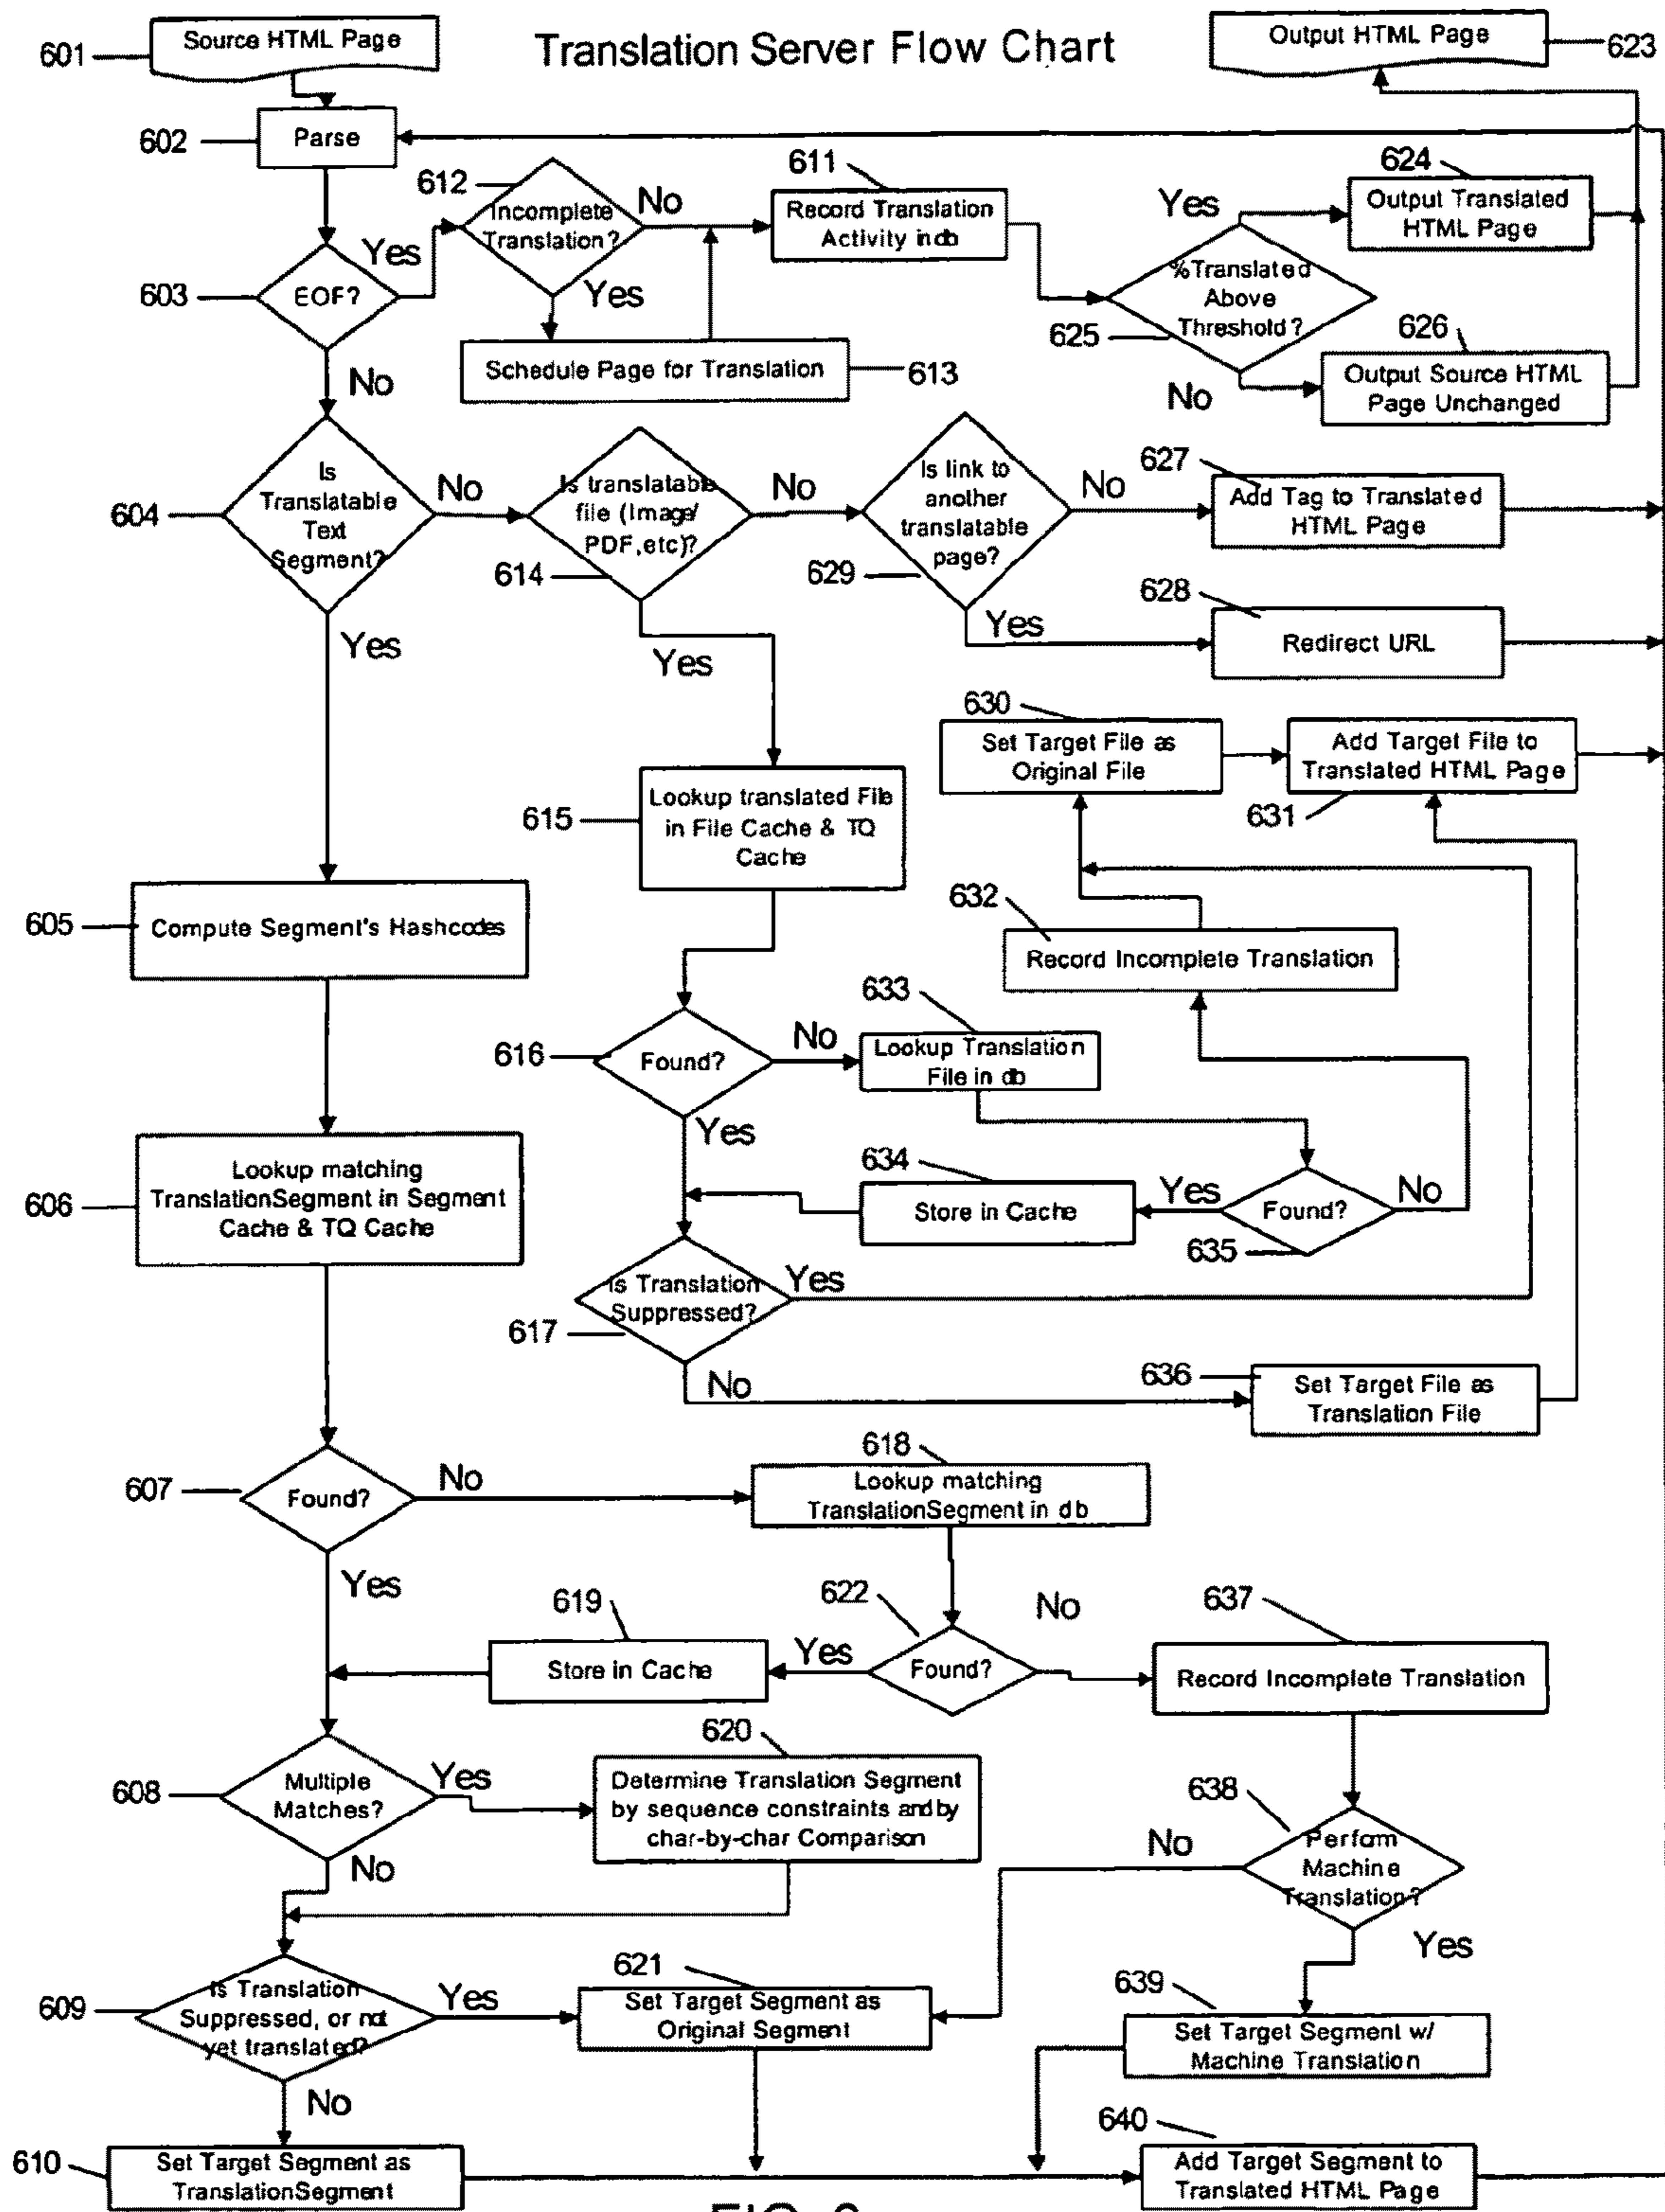 Translation Server Flow Chart
601
Source HTML Page
Output HTML Page
623
602
Parse
612
Incomplete
Translation?
No
611
Record Translation
Activity in db
624
Yes
Output Translated
HTML Page
603
EOF?
Yes
Yes
%Translated
Above
Threshold?
625
613
Schedule Page for Translation
626
Output Source HTML
Page Unchanged
No
No
604
Is
Translatable
Text
Segment?
No
Is translatable
file (Image/
PDF,etc)?
614
No
Is link to
another
translatable
page?
629
No
627
Add Tag to Translated
HTML Page
Yes
Yes
Yes
628
Redirect URL
630
Set Target File as
Original File
Add Target File to
Translated HTML Page
631
615
Lookup translated File
in File Cache & TQ
Cache
605
Compute Segment's Hashcodes
632
Record Incomplete Translation
616
Found?
No
633
Lookup Translation
File in db
Yes
606
Lookup matching
TranslationSegment in Segment
Cache & TQ Cache
634
Store in Cache
Yes
Found?
No
635
Is Translation
Suppressed?
Yes
617
No
636
Set Target File as
Translation File
607
Found?
No
618
Lookup matching
TranslationSegment in db
Yes
619
Store in Cache
Yes
622
Found?
No
637
Record Incomplete Translation
608
Multiple
Matches?
Yes
620
Determine Translation Segment
by sequence constraints and by
char-by-char Comparison
No
638
Perform
Machine
Translation?
No
Yes
609
Is Translation
Suppressed, or not
yet translated?
Yes
621
Set Target Segment as
Original Segment
639
Set Target Segment w/
Machine Translation
No
610
Set Target Segment as
TranslationSegment
640
Add Target Segment to
Translated HTML Page